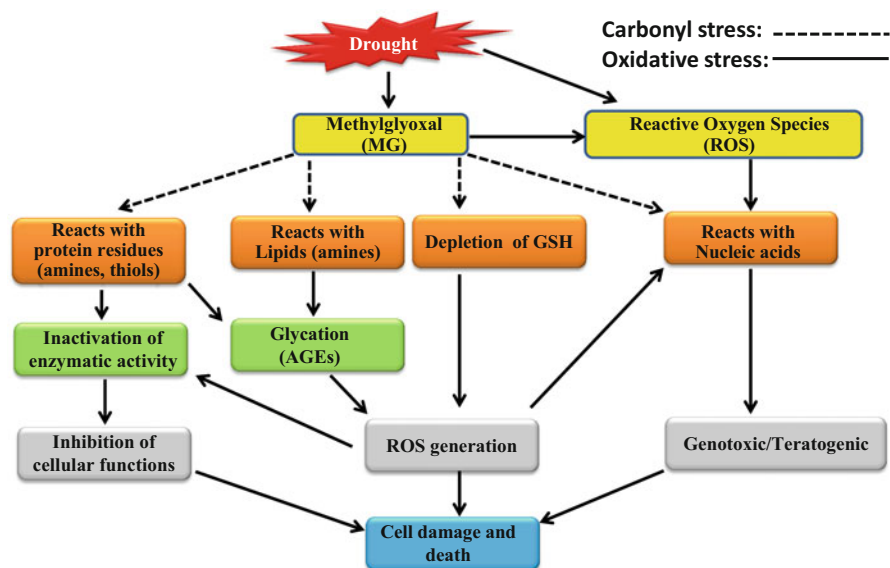 Drought
Carbonyl stress:
Oxidative stress:
Methylglyoxal
(MG)
Reactive Oxygen Species
(ROS)
Reacts with
protein residues
(amines, thiols)
Reacts with
Lipids (amines)
Depletion of GSH
Reacts with
Nucleic acids
Inactivation of
enzymatic activity
Glycation
(AGEs)
Inhibition of
cellular functions
ROS generation
Genotoxic/Teratogenic
Cell damage and
death